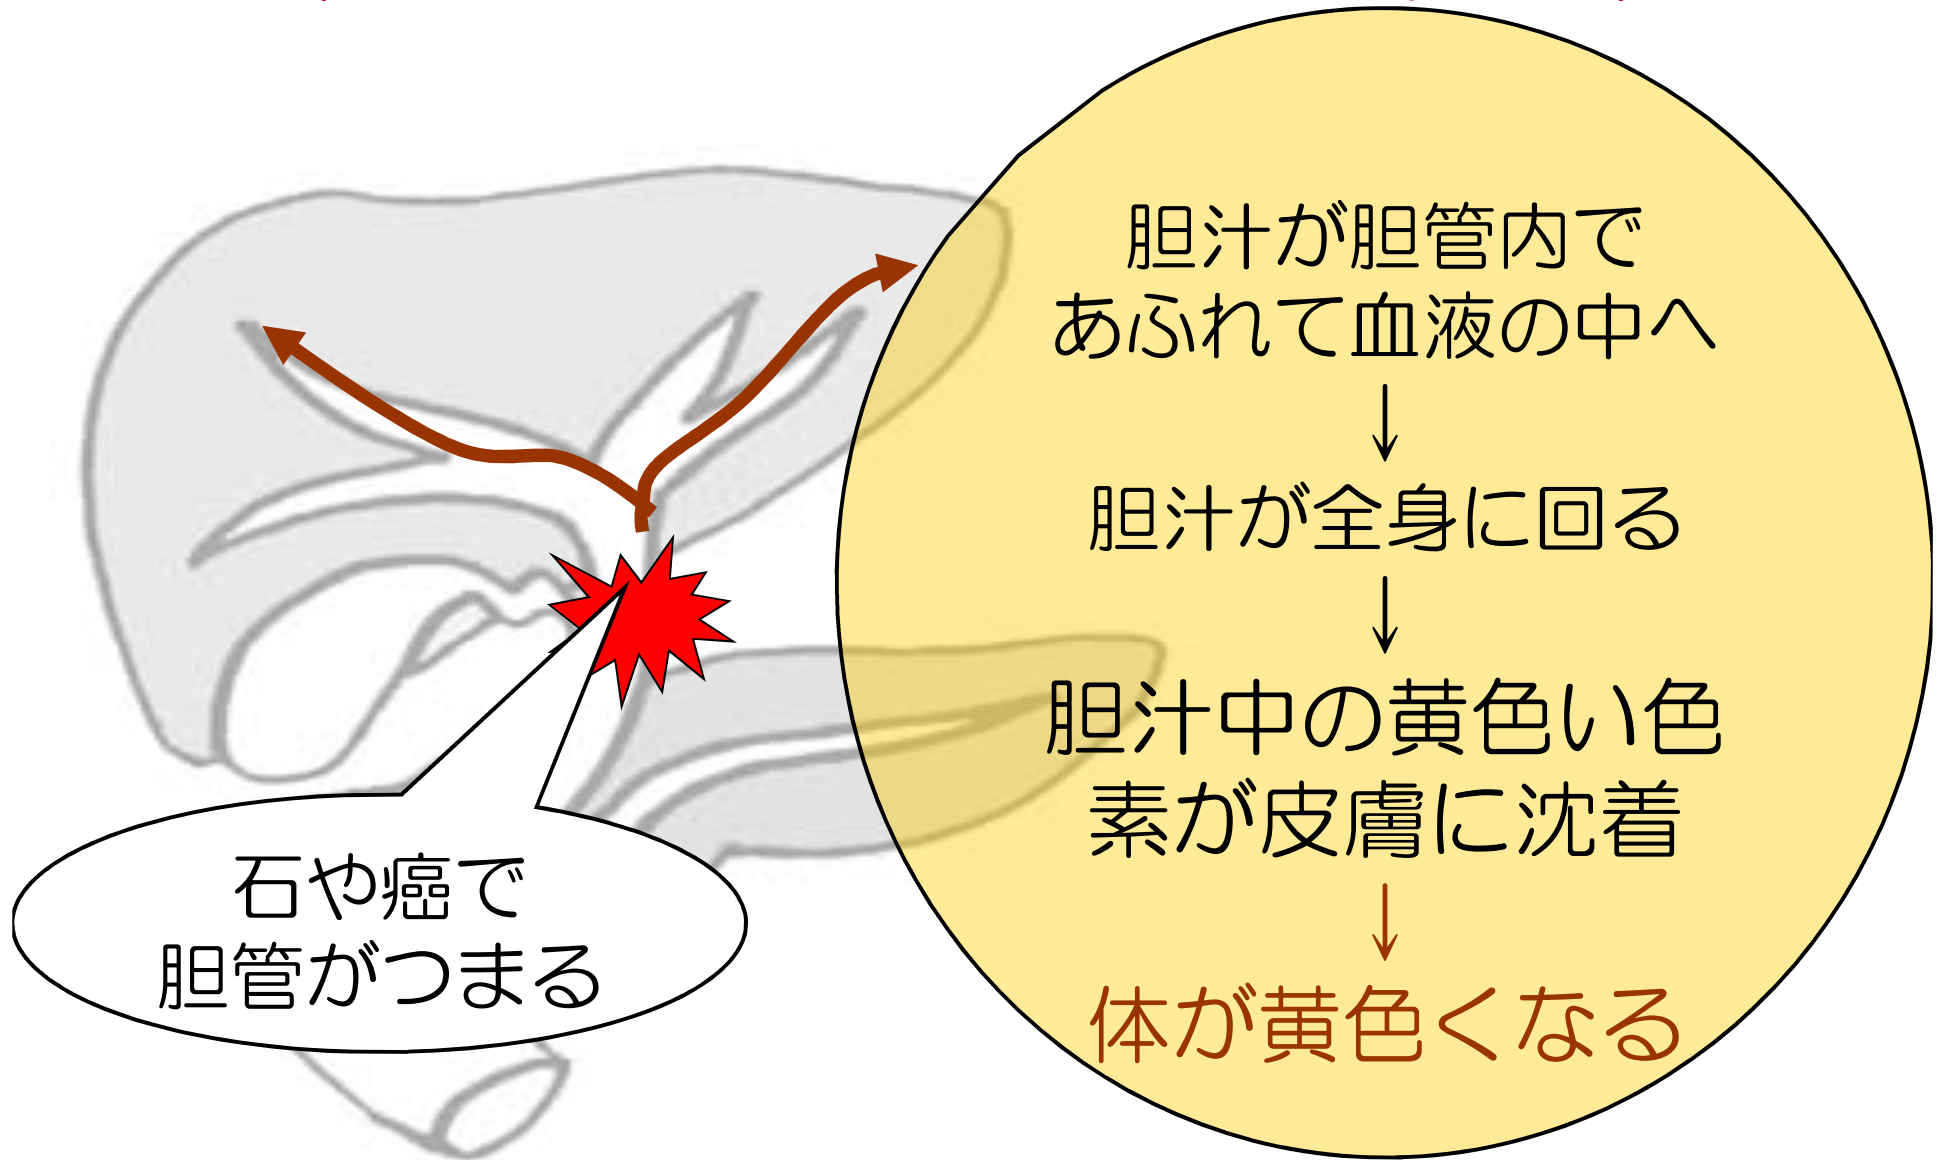 胆汁が胆管内で
あふれて血液の中へ
↓
胆汁が全身に回る
↓
胆汁中の黄色い色
素が皮膚に沈着
↓
体が黄色くなる
石や癌で
胆管がつまる